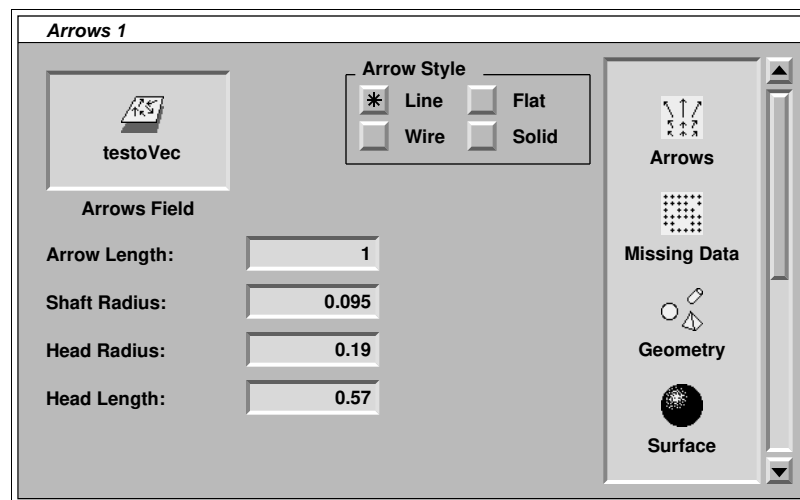 Arrows 1
testoVec
Arrows Field
Arrow Style
Line Flat
Wire Solid
Arrow Length: 1
Shaft Radius: 0.095
Head Radius: 0.19
Head Length: 0.57
Arrows
Missing Data
Geometry
Surface